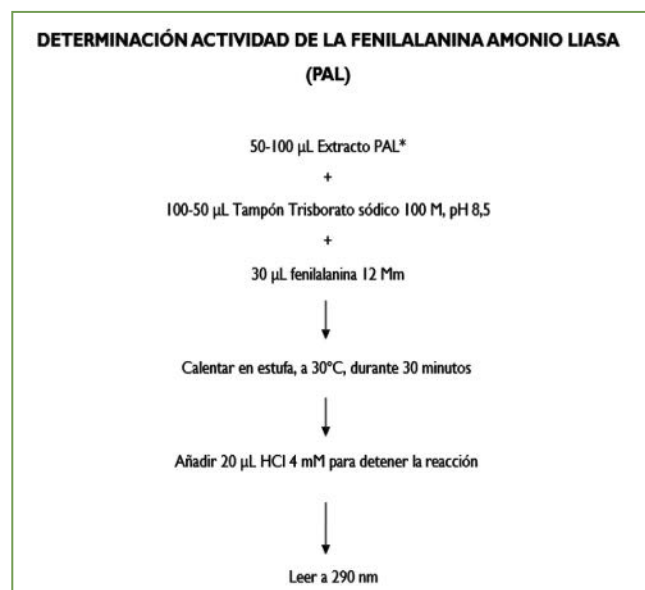 DETERMINACIÓN ACTIVIDAD DE LA FENILALANINA AMONIO LIASA
(PAL)
50-100 µL Extracto PAL*
+
100-50 µL Tampón Trisborato sódico 100 M, pH 8,5
+
30 µL fenilalanina 12 Mm
Calentar en estufa, a 30°C, durante 30 minutos
Añadir 20 µL HCl 4 mM para detener la reacción
Leer a 290 nm